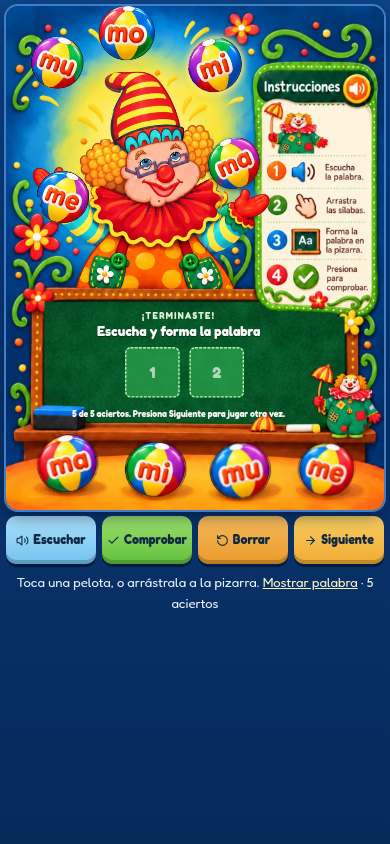 mo
mu
mi
ma
me
Instrucciones
1 Escucha
la palabra.
2 Arrastra
las sílabas.
3 Aa Forma la
palabra en
la pizarra.
4 Presiona
para
comprobar.
¡TERMINASTE!
Escucha y forma la palabra
1 2
5 de 5 aciertos. Presiona Siguiente para jugar otra vez.
ma mi mu me
Escuchar Comprobar Borrar Siguiente
Toca una pelota, o arrástrala a la pizarra. Mostrar palabra · 5
aciertos